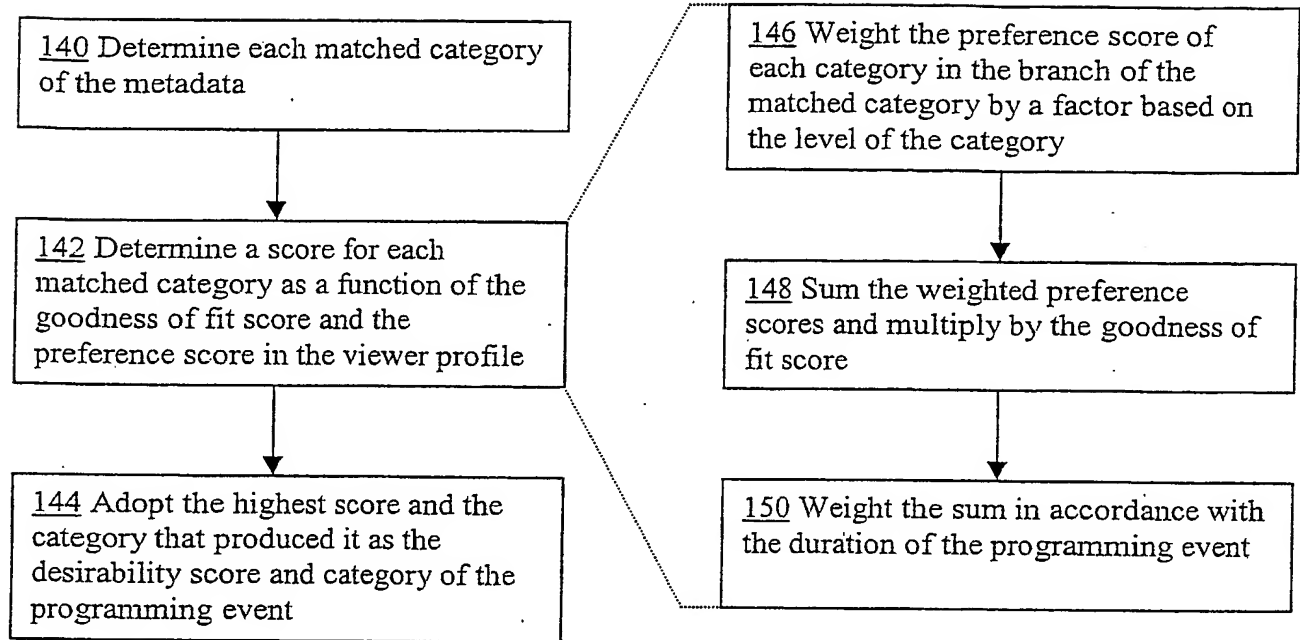 140 Determine each matched category
of the metadata
142 Determine a score for each
matched category as a function of the
goodness of fit score and the
preference score in the viewer profile
144 Adopt the highest score and the
category that produced it as the
desirability score and category of the
programming event
146 Weight the preference score of
each category in the branch of the
matched category by a factor based on
the level of the category
148 Sum the weighted preference
scores and multiply by the goodness of
fit score
150 Weight the sum in accordance with
the duration of the programming event